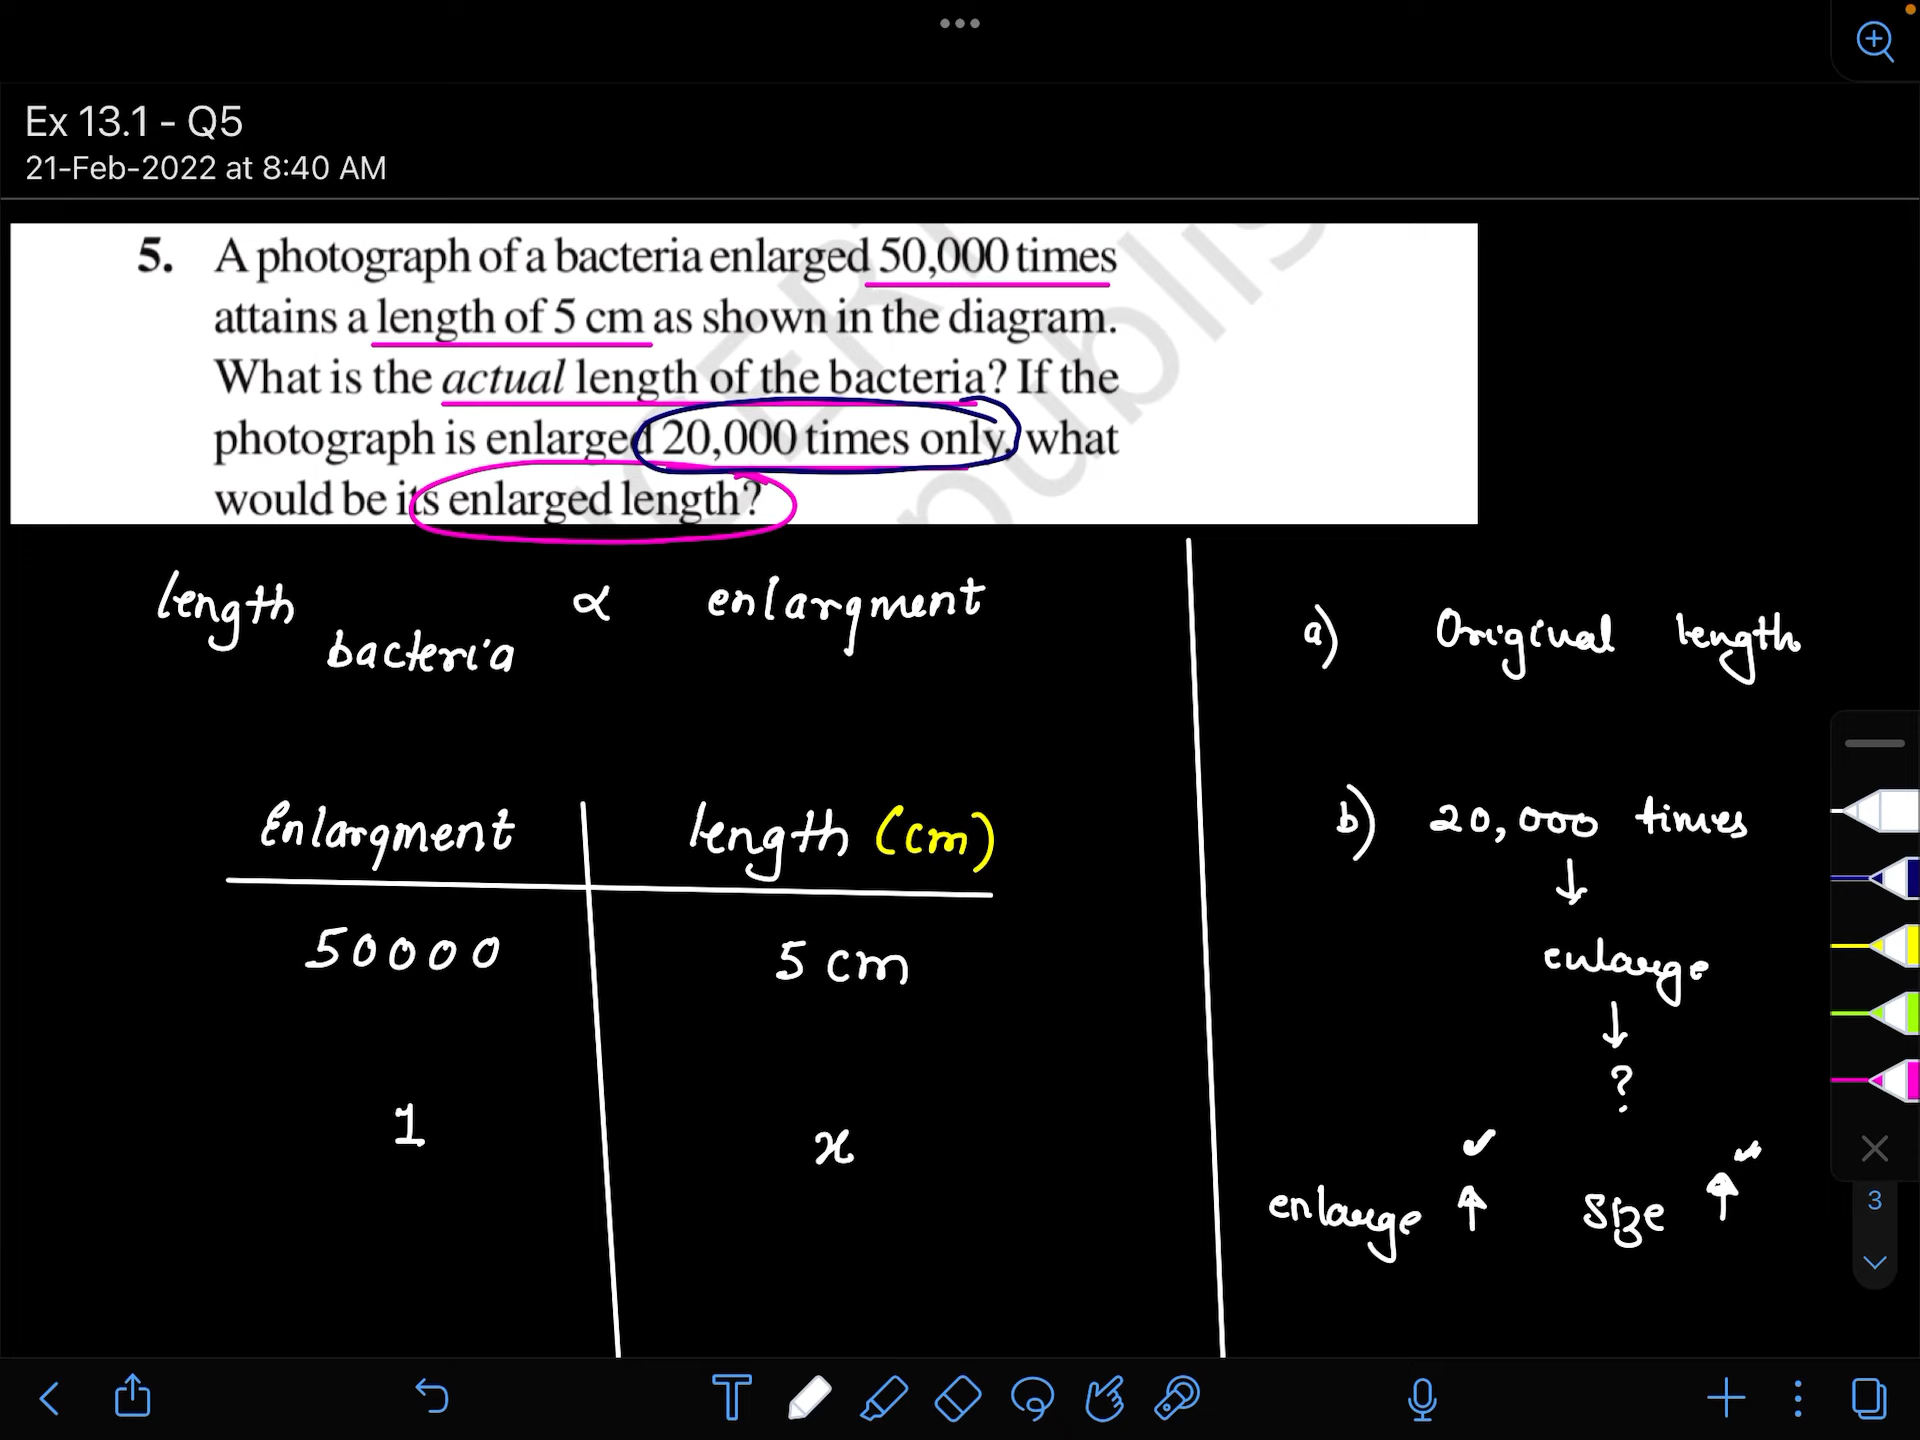 Ex 13.1 - Q5
21-Feb-2022 at 8:40 AM
5. A photograph of a bacteria enlarged 50,000 times
attains a length of 5 cm as shown in the diagram.
What is the actual length of the bacteria? If the
photograph is enlarged 20,000 times only, what
would be its enlarged length?
length bacteria ∝ enlargment
Enlargment length (cm)
50000 5 cm
1 x
a) Original length
b) 20,000 times
↓
enlarge
↓
?
enlarge ↑ size ↑
3